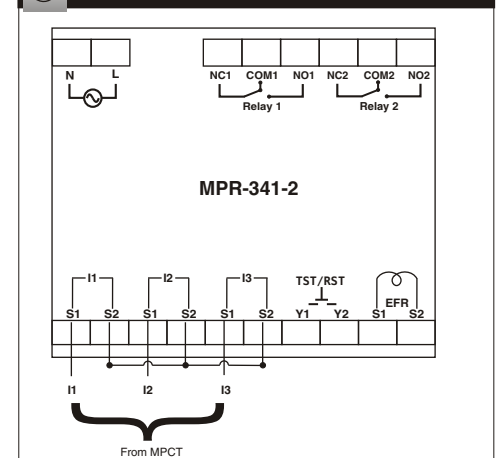 N L NC1 COM1 NO1 NC2 COM2 NO2
Relay 1 Relay 2
MPR-341-2
I1 I2 I3 TST/RST
EFR
S1 S2 S1 S2 S1 S2 Y1 Y2 S1 S2
I1 I2 I3
From MPCT